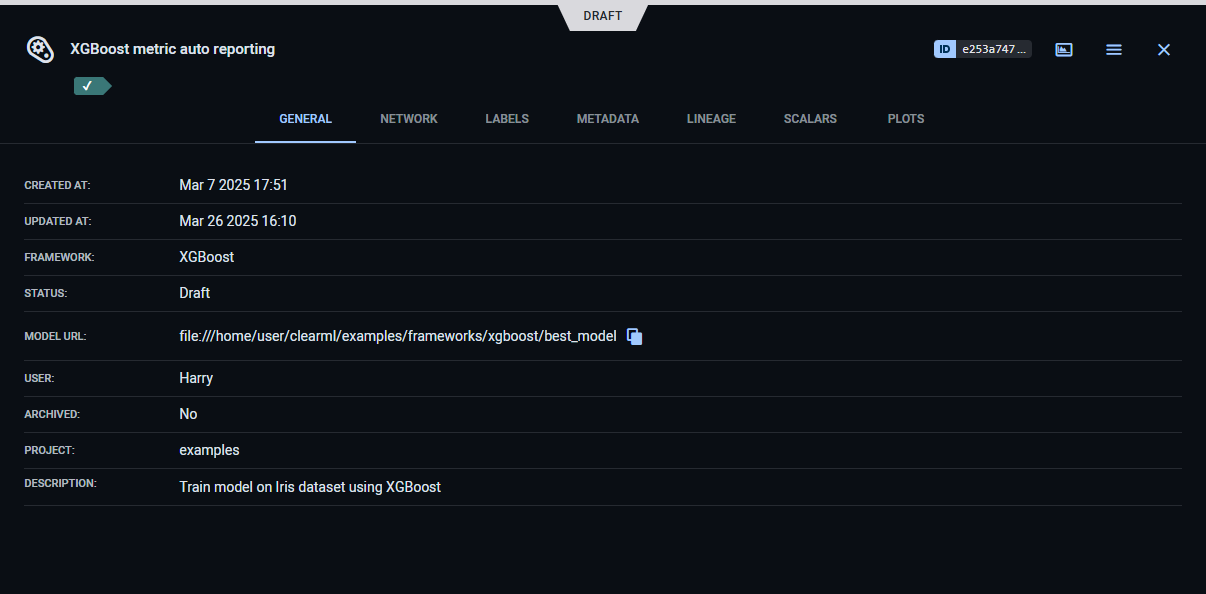 DRAFT
XGBoost metric auto reporting
ID e253a747 ...
GENERAL NETWORK LABELS METADATA LINEAGE SCALARS PLOTS
CREATED AT: Mar 7 2025 17:51
UPDATED AT: Mar 26 2025 16:10
FRAMEWORK: XGBoost
STATUS: Draft
MODEL URL: file:///home/user/clearml/examples/frameworks/xgboost/best_model
USER: Harry
ARCHIVED: No
PROJECT: examples
DESCRIPTION: Train model on Iris dataset using XGBoost